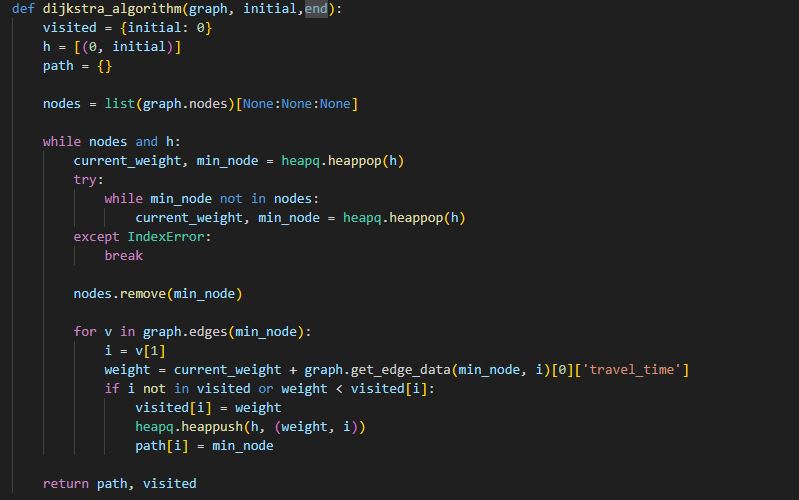 def dijkstra_algorithm(graph, initial,end):
    visited = {initial: 0}
    h = [(0, initial)]
    path = {}
    nodes = list(graph.nodes)[None:None:None]
    while nodes and h:
        current_weight, min_node = heapq.heappop(h)
        try:
            while min_node not in nodes:
                current_weight, min_node = heapq.heappop(h)
        except IndexError:
            break
        nodes.remove(min_node)
        for v in graph.edges(min_node):
            i = v[1]
            weight = current_weight + graph.get_edge_data(min_node, i)[0]['travel_time']
            if i not in visited or weight < visited[i]:
                visited[i] = weight
                heapq.heappush(h, (weight, i))
                path[i] = min_node
    return path, visited